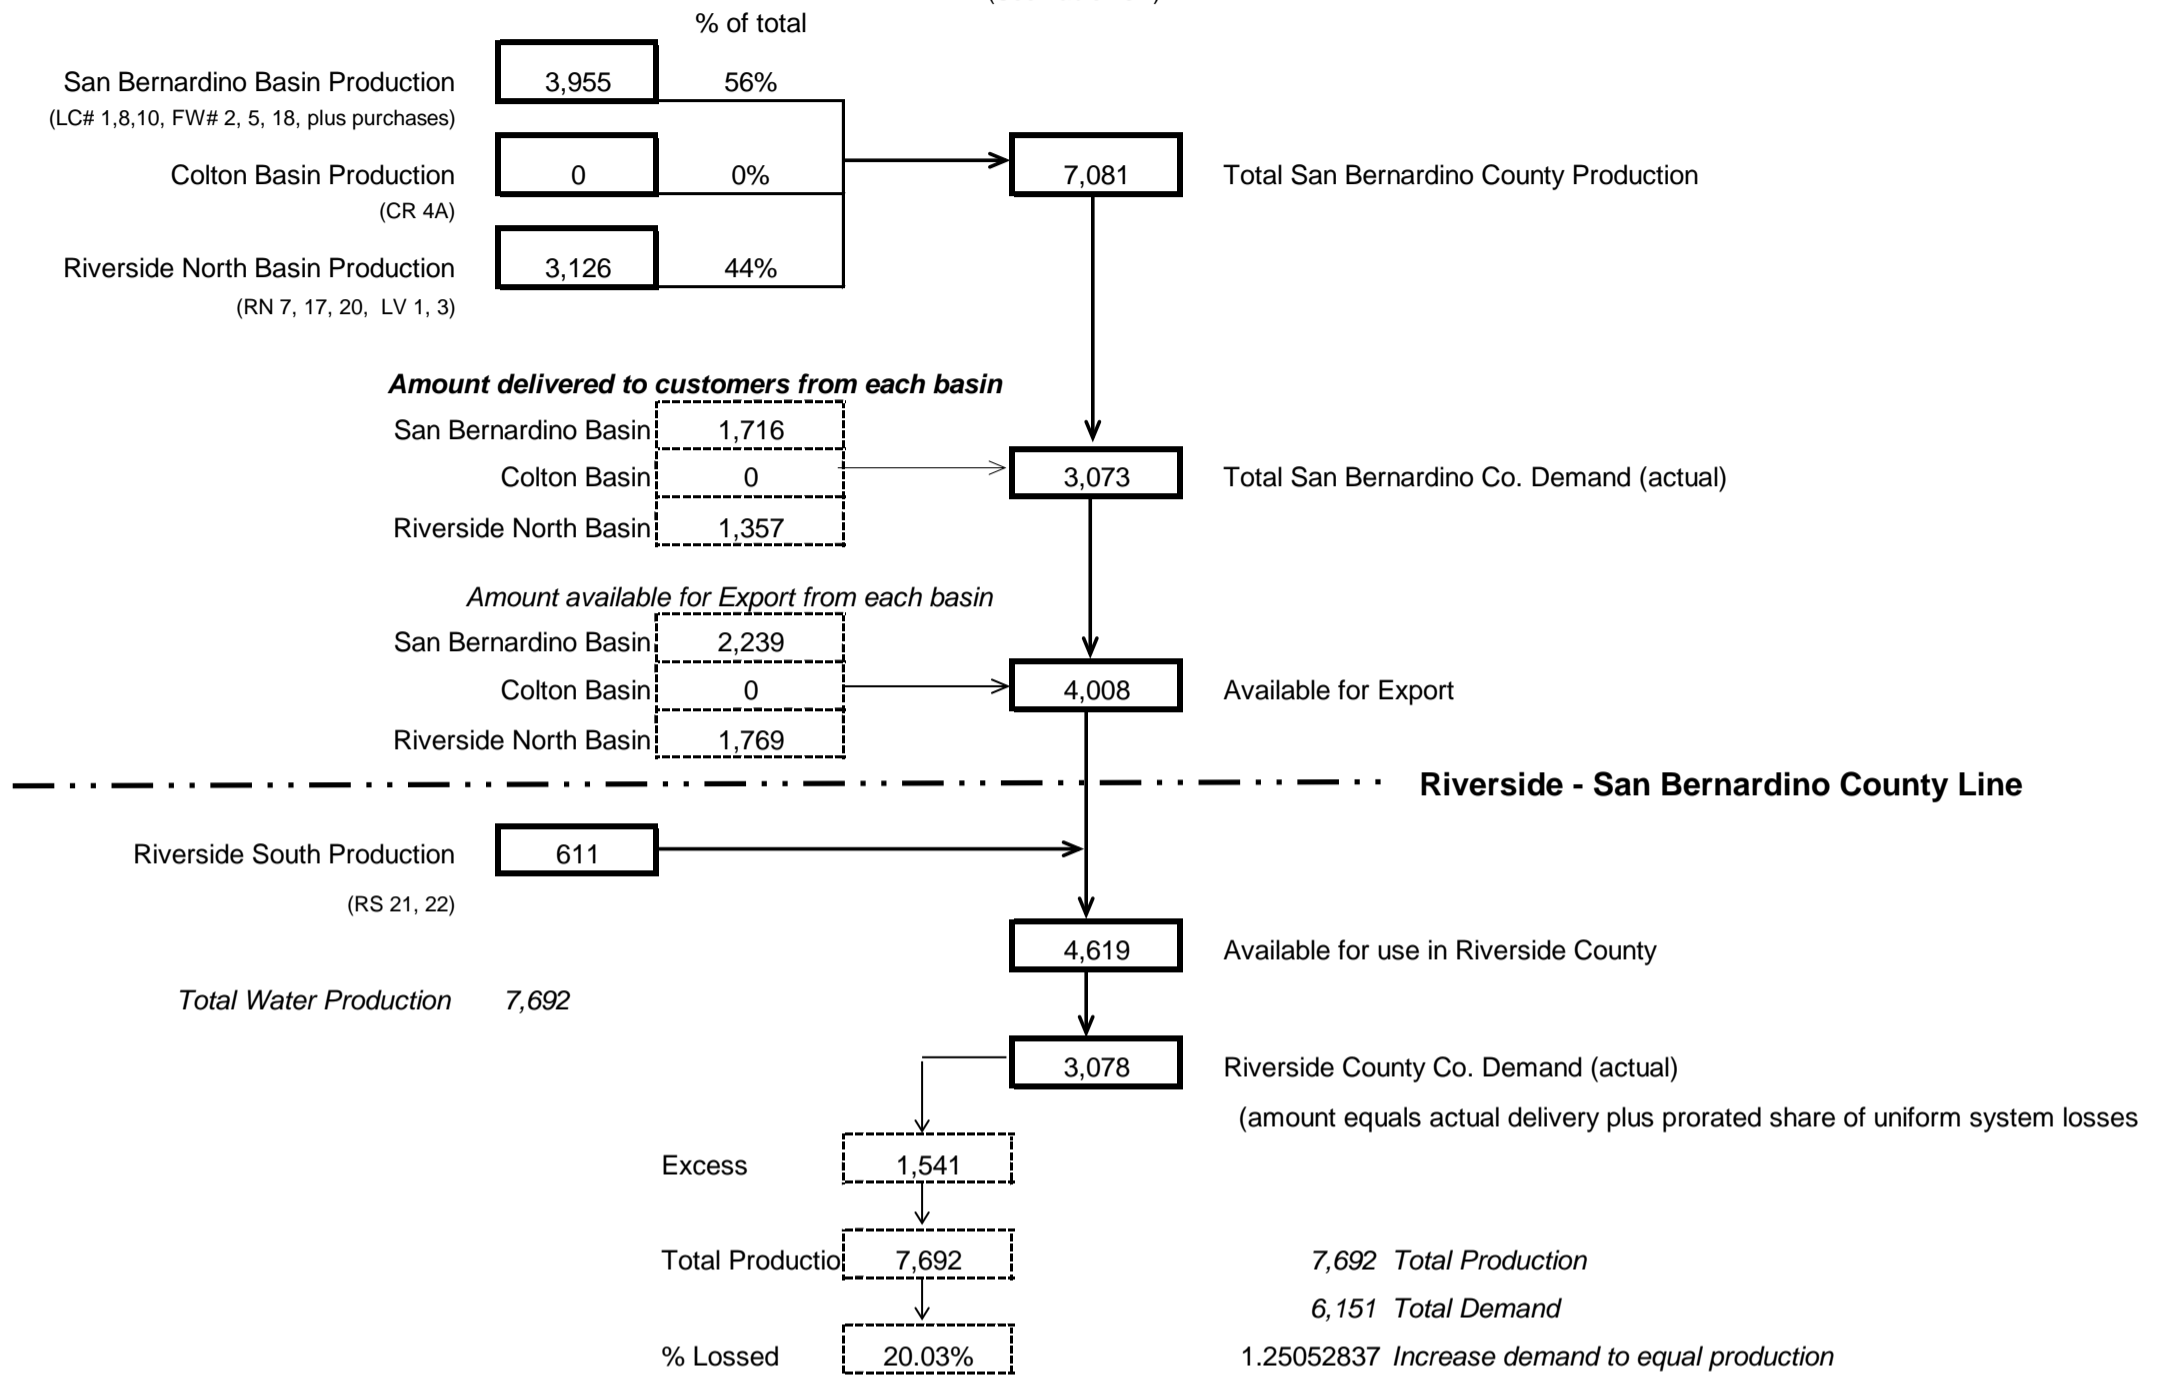 % of total
San Bernardino Basin Production 3,955 56%
(LC# 1,8,10, FW# 2, 5, 18, plus purchases)
Colton Basin Production 0 0% 7,081 Total San Bernardino County Production
(CR 4A)
Riverside North Basin Production 3,126 44%
(RN 7, 17, 20, LV 1, 3)
Amount delivered to customers from each basin
San Bernardino Basin 1,716
Colton Basin 0 3,073 Total San Bernardino Co. Demand (actual)
Riverside North Basin 1,357
Amount available for Export from each basin
San Bernardino Basin 2,239
Colton Basin 0 4,008 Available for Export
Riverside North Basin 1,769
Riverside - San Bernardino County Line
Riverside South Production 611
(RS 21, 22)
4,619 Available for use in Riverside County
Total Water Production 7,692
3,078 Riverside County Co. Demand (actual)
(amount equals actual delivery plus prorated share of uniform system losses
Excess 1,541
Total Productio 7,692 7,692 Total Production
6,151 Total Demand
% Lossed 20.03% 1.25052837 Increase demand to equal production